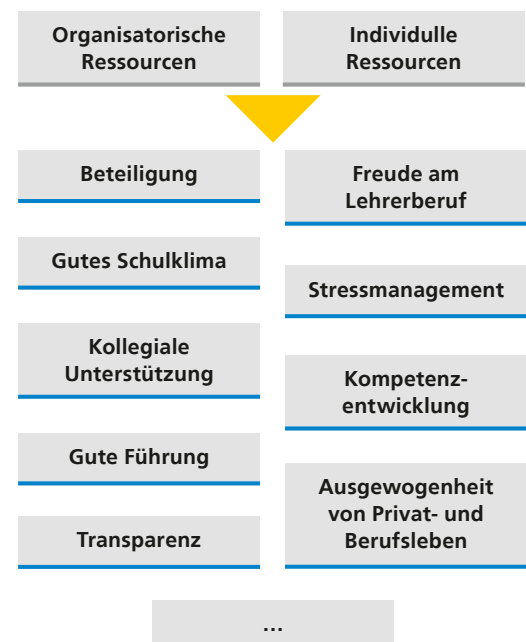 Organisatorische
Ressourcen
Individulle
Ressourcen
Beteiligung
Gutes Schulklima
Kollegiale
Unterstützung
Gute Führung
Transparenz
Freude am
Lehrerberuf
Stressmanagement
Kompetenz-
entwicklung
Ausgewogenheit
von Privat- und
Berufsleben
...